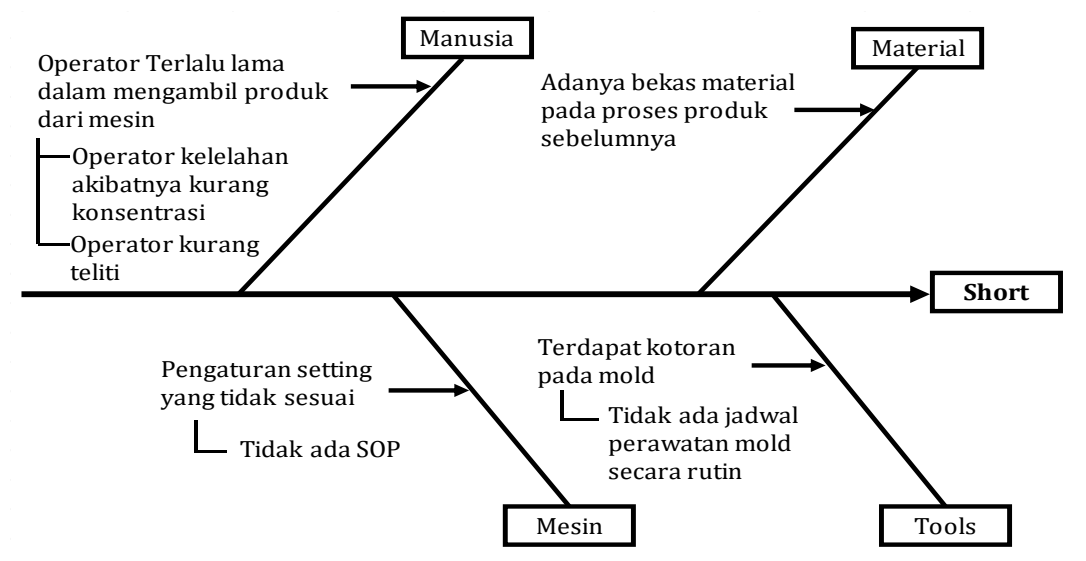 Manusia
Operator Terlalu lama
dalam mengambil produk
dari mesin
Operator kelelahan
akibatnya kurang
konsentrasi
Operator kurang
teliti
Material
Adanya bekas material
pada proses produk
sebelumnya
Short
Pengaturan setting
yang tidak sesuai
Tidak ada SOP
Mesin
Terdapat kotoran
pada mold
Tidak ada jadwal
perawatan mold
secara rutin
Tools